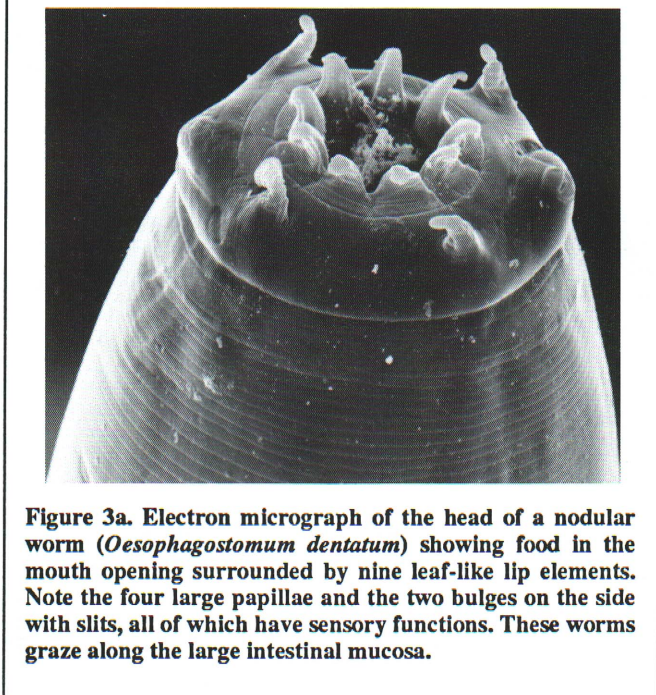 Figure 3a. Electron micrograph of the head of a nodular
worm (Oesophagostomum dentatum) showing food in the
mouth opening surrounded by nine leaf-like lip elements.
Note the four large papillae and the two bulges on the side
with slits, all of which have sensory functions. These worms
graze along the large intestinal mucosa.